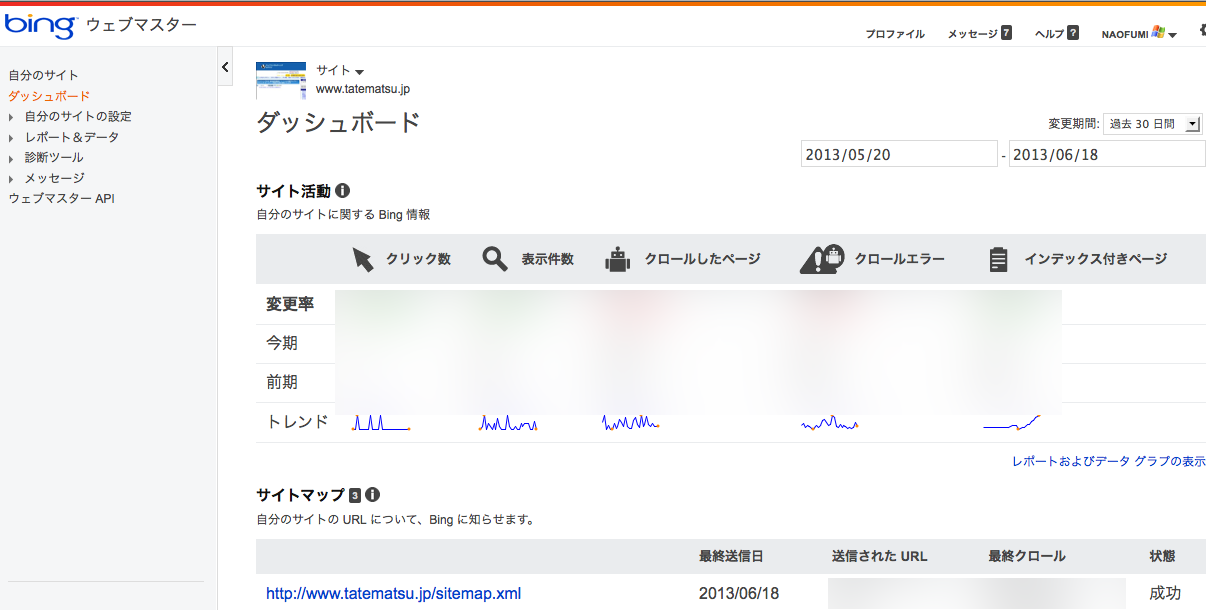 bing ウェブマスター
プロファイル メッセージ 7 ヘルプ ? NAOFUMI
自分のサイト
ダッシュボード
自分のサイトの設定
レポート＆データ
診断ツール
メッセージ
ウェブマスター API
サイト
www.tatematsu.jp
ダッシュボード
変更期間: 過去 30 日間
2013/05/20 - 2013/06/18
サイト活動
自分のサイトに関する Bing 情報
クリック数 表示件数 クロールしたページ クロールエラー インデックス付きページ
変更率
今期
前期
トレンド
レポートおよびデータ グラフの表示
サイトマップ 3
自分のサイトの URL について、Bing に知らせます。
最終送信日 送信された URL 最終クロール 状態
http://www.tatematsu.jp/sitemap.xml 2013/06/18 成功